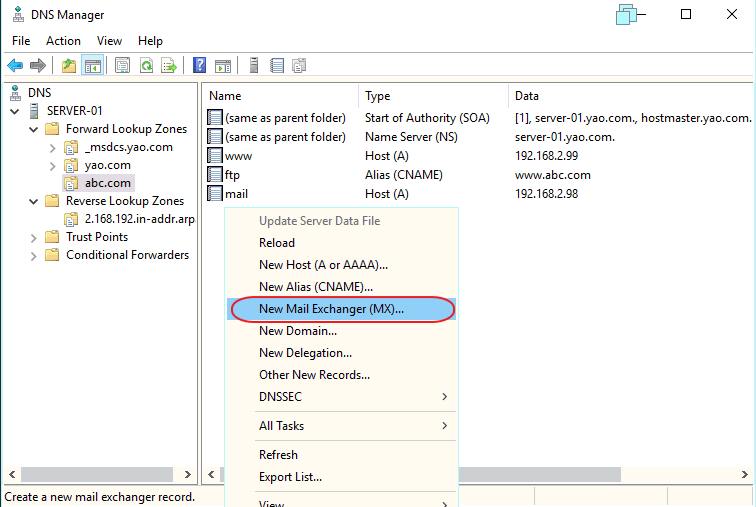 DNS Manager
File Action View Help
DNS
SERVER-01
Forward Lookup Zones
_msdcs.yao.com
yao.com
abc.com
Reverse Lookup Zones
2.168.192.in-addr.arp
Trust Points
Conditional Forwarders
Name Type Data
(same as parent folder) Start of Authority (SOA) [1], server-01.yao.com., hostmaster.yao.com.
(same as parent folder) Name Server (NS) server-01.yao.com.
www Host (A) 192.168.2.99
ftp Alias (CNAME) www.abc.com
mail Host (A) 192.168.2.98
Update Server Data File
Reload
New Host (A or AAAA)...
New Alias (CNAME)...
New Mail Exchanger (MX)...
New Domain...
New Delegation...
Other New Records...
DNSSEC
All Tasks
Refresh
Export List...
View
Create a new mail exchanger record.